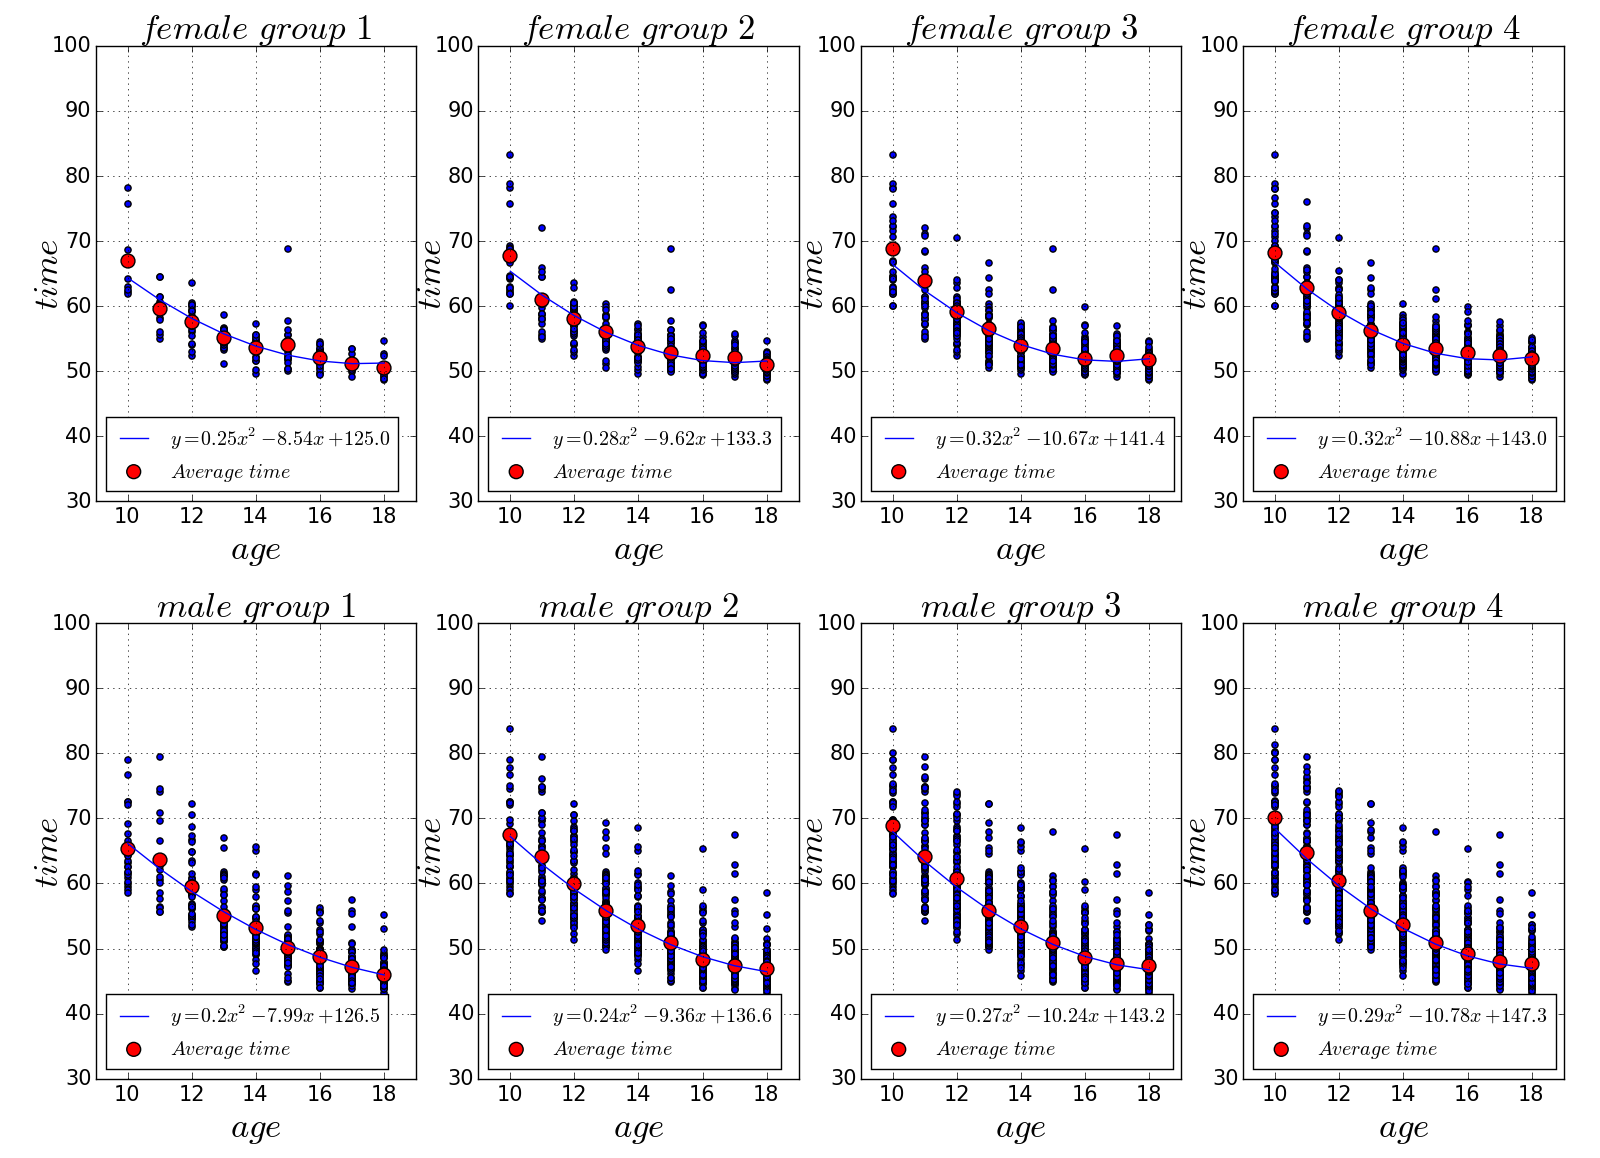 female group 1
female group 2
female group 3
female group 4
100
90
80
70
60
50
40
30
time
10 12 14 16 18
age
y=0.25x² −8.54x+125.0
Average time
100
90
80
70
60
50
40
30
time
10 12 14 16 18
age
y=0.28x² −9.62x+133.3
Average time
100
90
80
70
60
50
40
30
time
10 12 14 16 18
age
y=0.32x² −10.67x+141.4
Average time
100
90
80
70
60
50
40
30
time
10 12 14 16 18
age
y=0.32x² −10.88x+143.0
Average time
male group 1
male group 2
male group 3
male group 4
100
90
80
70
60
50
40
30
time
10 12 14 16 18
age
y=0.2x² −7.99x+126.5
Average time
100
90
80
70
60
50
40
30
time
10 12 14 16 18
age
y=0.24x² −9.36x+136.6
Average time
100
90
80
70
60
50
40
30
time
10 12 14 16 18
age
y=0.27x² −10.24x+143.2
Average time
100
90
80
70
60
50
40
30
time
10 12 14 16 18
age
y=0.29x² −10.78x+147.3
Average time